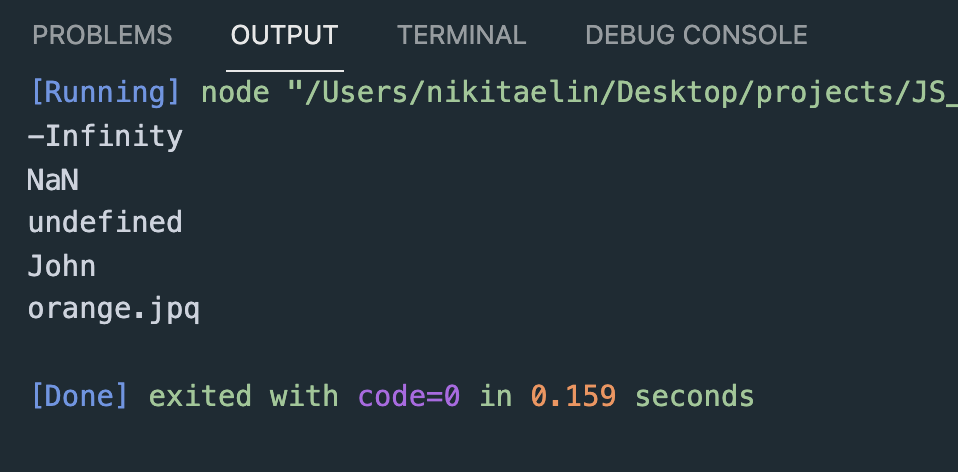 PROBLEMS OUTPUT TERMINAL DEBUG CONSOLE
[Running] node "/Users/nikitaelin/Desktop/projects/JS_
-Infinity
NaN
undefined
John
orange.jpq
[Done] exited with code=0 in 0.159 seconds